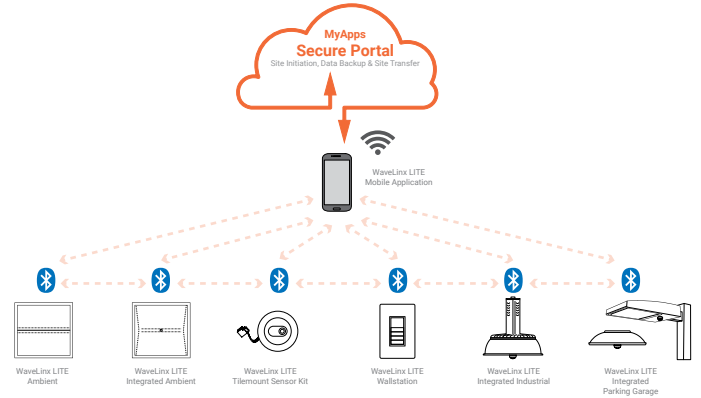 MyApps
Secure Portal
Site Initiation, Data Backup & Site Transfer
WaveLinx LITE
Mobile Application
WaveLinx LITE
Ambient
WaveLinx LITE
Integrated Ambient
WaveLinx LITE
Tilemount Sensor Kit
WaveLinx LITE
Wallstation
WaveLinx LITE
Integrated Industrial
WaveLinx LITE
Integrated
Parking Garage